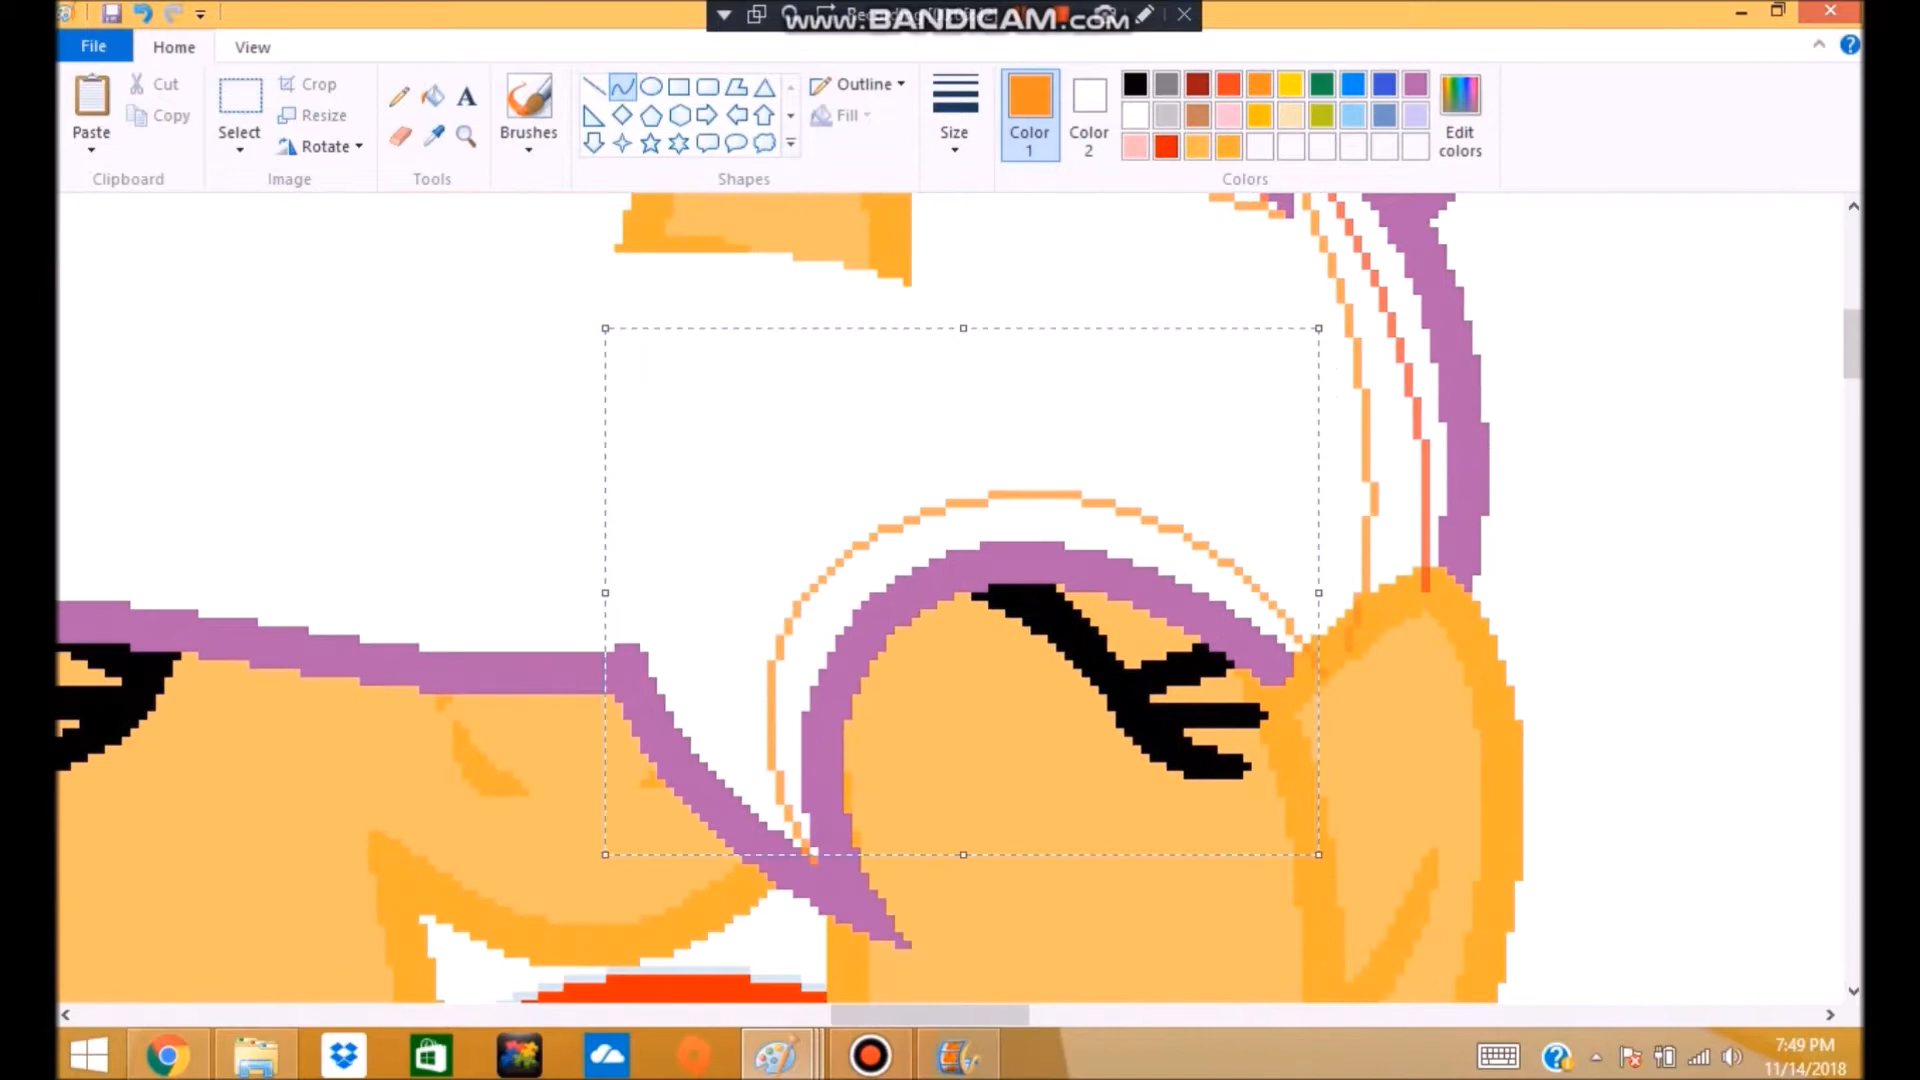 www.BANDICAM.com
File Home View
Paste
Cut
Copy
Clipboard
Select
Crop
Resize
Rotate
Image
A
Tools
Brushes
Outline
Fill
Shapes
Size
Color
1
Color
2
Edit
colors
Colors
7:49 PM
11/14/2018